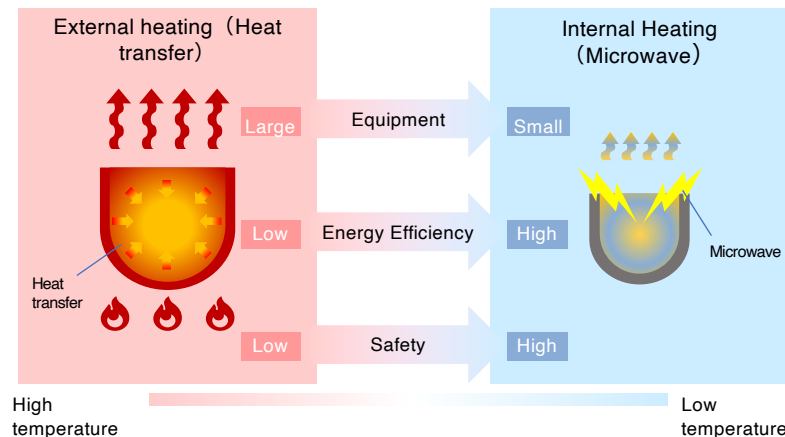 External heating（Heat
transfer）
Internal Heating
（Microwave）
Large
Equipment
Small
Low
Energy Efficiency
High
Heat
transfer
Microwave
Low
Safety
High
High
temperature
Low
temperature